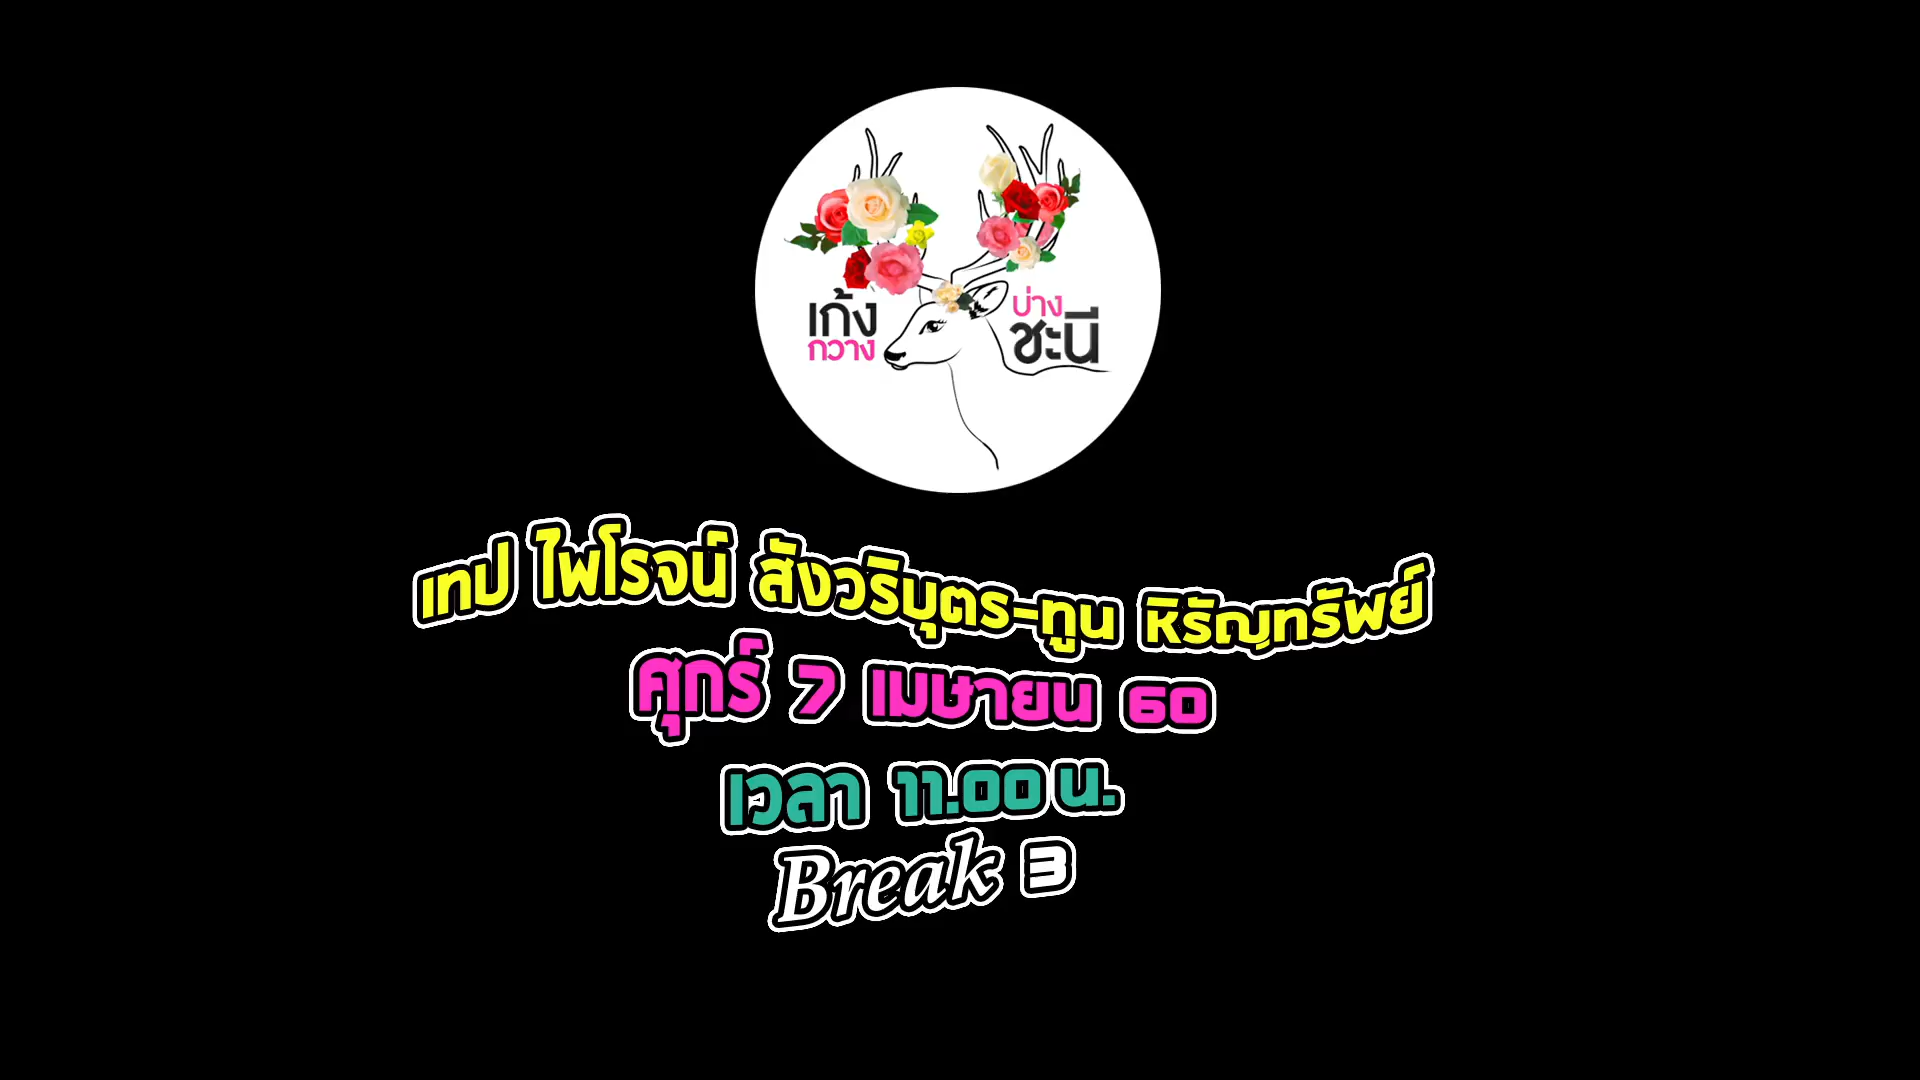 เก้ง
กวาง
บ่าง
ชะนี
เทป ไพโรจน์ สังวริบุตร-ทูน หิรัญทรัพย์
ศุกร์ 7 เมษายน 60
เวลา 11.00 น.
Break 3